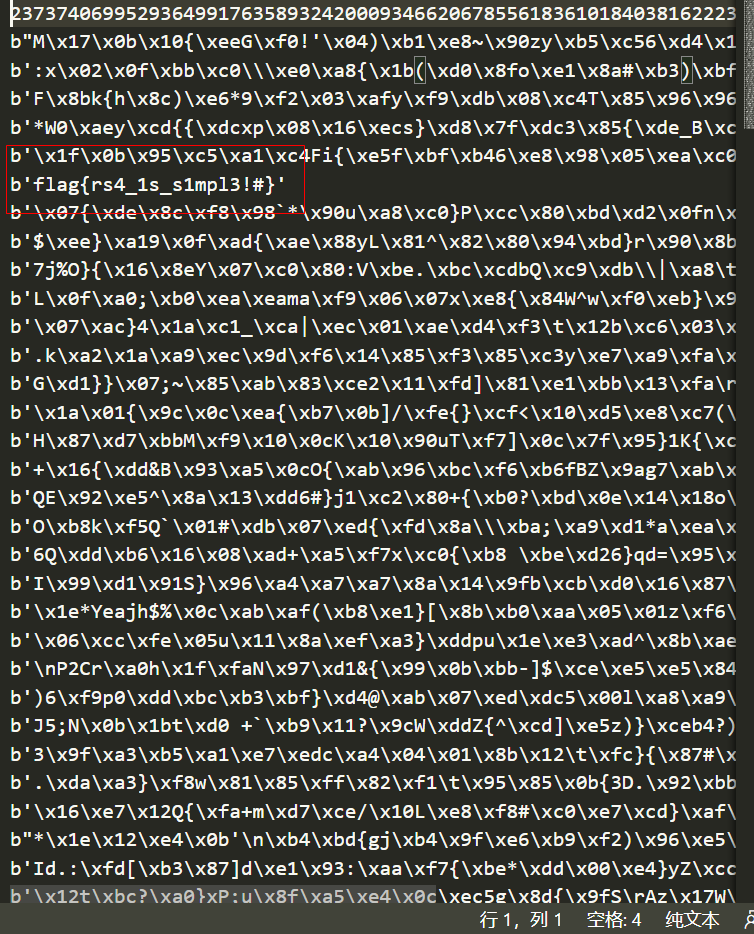 237374069952936499176358932420009346620678556183610184038162223
b"M\x17\x0b\x10{\xeeG\xf0!'\x04)\xb1\xe8~\x90zy\xb5\xc56\xd4\x1
b':x\x02\x0f\xbb\xc0\\\xe0\xa8{\x1b(\xd0\x8fo\xe1\x8a#\xb3)\xbf
b'F\x8bk{h\x8c)\xe6*9\xf2\x03\xafy\xf9\xdb\x08\xc4T\x85\x96\x96
b'*W0\xaey\xcd{{\xdcxp\x08\x16\xecs}\xd8\x7f\xdc3\x85{\xde_B\xc
b'\x1f\x0b\x95\xc5\xa1\xc4Fi{\xe5f\xbf\xb46\xe8\x98\x05\xea\xc0
b'flag{rs4_1s_s1mpl3!#}'
b'\x07{\xde\x8c\xf8\x98`*\x90u\xa8\xc0}P\xcc\x80\xbd\xd2\x0fn\x
b'$\xee}\xa19\x0f\xad{\xae\x88yL\x81^\x82\x80\x94\xbd}r\x90\x8b
b'7j%O}{\x16\x8eY\x07\xc0\x80:V\xbe.\xbc\xcdbQ\xc9\xdb\\|\xa8\t
b'L\x0f\xa0;\xb0\xea\xeama\xf9\x06\x07x\xe8{\x84W^w\xf0\xeb}\x9
b'\x07\xac}4\x1a\xc1_\xca|\xec\x01\xae\xd4\xf3\t\x12b\xc6\x03\x
b'.k\xa2\x1a\xa9\xec\x9d\xf6\x14\x85\xf3\x85\xc3y\xe7\xa9\xfa\x
b'G\xd1}}\x07;~\x85\xab\x83\xce2\x11\xfd]\x81\xe1\xbb\x13\xfa\r
b'\x1a\x01{\x9c\x0c\xea{\xb7\x0b]/\xfe{}\xcf<\x10\xd5\xe8\xc7(\
b'H\x87\xd7\xbbM\xf9\x10\x0cK\x10\x90uT\xf7]\x0c\x7f\x95}1K{\xc
b'+\x16{\xdd&B\x93\xa5\x0cO{\xab\x96\xbc\xf6\xb6fBZ\x9ag7\xab\x
b'QE\x92\xe5^\x8a\x13\xdd6#}j1\xc2\x80+{\xb0?\xbd\x0e\x14\x18o\
b'O\xb8k\xf5Q`\x01#\xdb\x07\xed{\xfd\x8a\\\xba;\xa9\xd1*a\xea\x
b'6Q\xdd\xb6\x16\x08\xad+\xa5\xf7x\xc0{\xb8 \xbe\xd26}qd=\x95\x
b'I\x99\xd1\x91S}\x96\xa4\xa7\xa7\x8a\x14\x9fb\xcb\xd0\x16\x87\
b'\x1e*Yeajh$%\x0c\xab\xaf(\xb8\xe1}[\x8b\xb0\xaa\x05\x01z\xf6\
b'\x06\xcc\xfe\x05u\x11\x8a\xef\xa3}\xddpu\x1e\xe3\xad^\x8b\xae
b'\nP2Cr\xa0h\x1f\xfaN\x97\xd1&{\x99\x0b\xbb-]$\xce\xe5\xe5\x84
b')6\xf9p0\xdd\xbc\xb3\xbf}\xd4@\xab\x07\xed\xdc5\x00l\xa8\xa9\
b'J5;N\x0b\x1bt\xd0 +`\xb9\x11?\x9cW\xddZ{^\xcd]\xe5z)}\xceb4?)
b'3\x9f\xa3\xb5\xa1\xe7\xedc\xa4\x04\x01\x8b\x12\t\xfc}{\x87#\x
b'.\xda\xa3}\xf8w\x81\x85\xff\x82\xf1\t\x95\x85\x0b{3D.\x92\xbb
b'\x16\xe7\x12Q{\xfa+m\xd7\xce/\x10L\xe8\xf8#\xc0\xe7\xcd}\xaf\
b"*\x1e\x12\xe4\x0b'\n\xb4\xbd{gj\xb4\x9f\xe6\xb9\xf2)\x96\xe5\
b'Id.:\xfd[\xb3\x87]d\xe1\x93:\xaa\xf7{\xbe*\xdd\x00\xe4}yZ\xcc
b'\x12t\xbc?\xa0}xP:u\x8f\xa5\xe4\x0c\xec5g\x8d{\x9fS\rAz\x17W\
行 1，列 1 空格: 4 纯文本